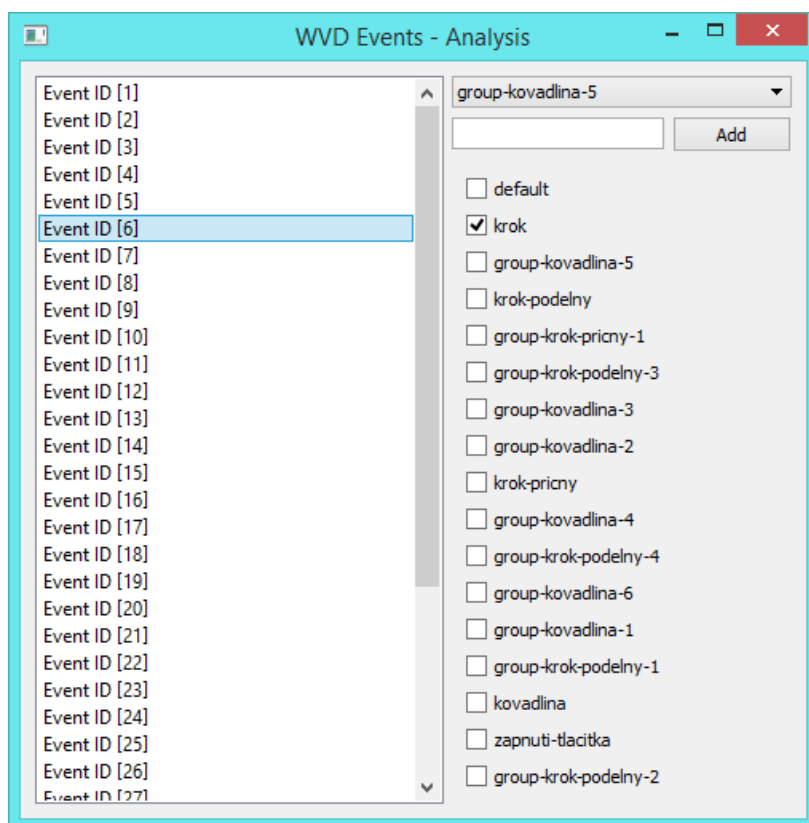 WVD Events - Analysis
Event ID [1]
Event ID [2]
Event ID [3]
Event ID [4]
Event ID [5]
Event ID [6]
Event ID [7]
Event ID [8]
Event ID [9]
Event ID [10]
Event ID [11]
Event ID [12]
Event ID [13]
Event ID [14]
Event ID [15]
Event ID [16]
Event ID [17]
Event ID [18]
Event ID [19]
Event ID [20]
Event ID [21]
Event ID [22]
Event ID [23]
Event ID [24]
Event ID [25]
Event ID [26]
Event ID [27]
group-kovadlina-5
Add
default
krok
group-kovadlina-5
krok-podelny
group-krok-pricny-1
group-krok-podelny-3
group-kovadlina-3
group-kovadlina-2
krok-pricny
group-kovadlina-4
group-krok-podelny-4
group-kovadlina-6
group-kovadlina-1
group-krok-podelny-1
kovadlina
zapnuti-tlacitka
group-krok-podelny-2